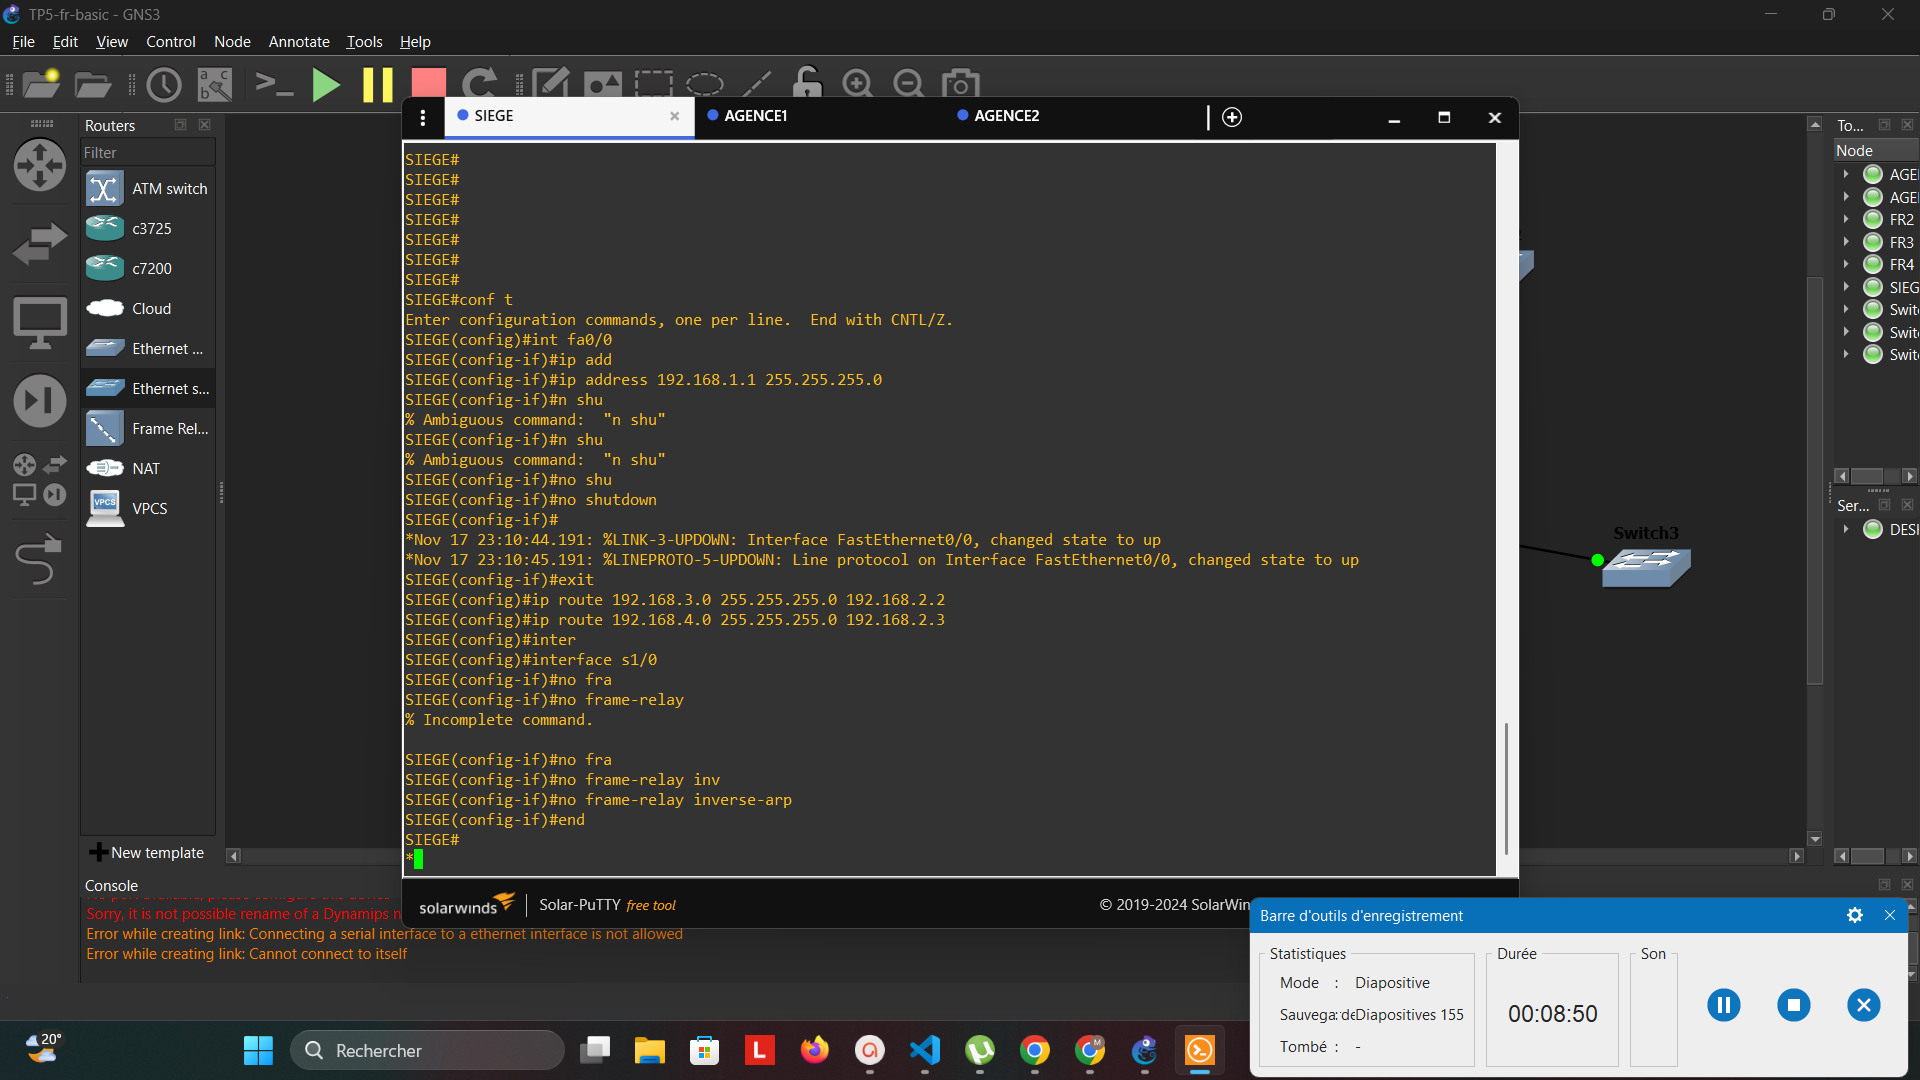 TP5-fr-basic - GNS3
File Edit View Control Node Annotate Tools Help
SIEGE
AGENCE1
AGENCE2
Routers
Filter
ATM switch
c3725
c7200
Cloud
Ethernet ...
Ethernet s...
Frame Rel...
NAT
VPCS
VPCS
New template
SIEGE#
SIEGE#
SIEGE#
SIEGE#
SIEGE#
SIEGE#
SIEGE#
SIEGE#conf t
Enter configuration commands, one per line.  End with CNTL/Z.
SIEGE(config)#int fa0/0
SIEGE(config-if)#ip add
SIEGE(config-if)#ip address 192.168.1.1 255.255.255.0
SIEGE(config-if)#n shu
% Ambiguous command:  "n shu"
SIEGE(config-if)#n shu
% Ambiguous command:  "n shu"
SIEGE(config-if)#no shu
SIEGE(config-if)#no shutdown
SIEGE(config-if)#
*Nov 17 23:10:44.191: %LINK-3-UPDOWN: Interface FastEthernet0/0, changed state to up
*Nov 17 23:10:45.191: %LINEPROTO-5-UPDOWN: Line protocol on Interface FastEthernet0/0, changed state to up
SIEGE(config-if)#exit
SIEGE(config)#ip route 192.168.3.0 255.255.255.0 192.168.2.2
SIEGE(config)#ip route 192.168.4.0 255.255.255.0 192.168.2.3
SIEGE(config)#inter
SIEGE(config)#interface s1/0
SIEGE(config-if)#no fra
SIEGE(config-if)#no frame-relay
% Incomplete command.
SIEGE(config-if)#no fra
SIEGE(config-if)#no frame-relay inv
SIEGE(config-if)#no frame-relay inverse-arp
SIEGE(config-if)#end
SIEGE#
*
solarwinds
Solar-PuTTY free tool
© 2019-2024 SolarWin
Switch3
To...
Node
AGE
AGE
FR2
FR3
FR4
SIEG
Swit
Swit
Swit
Ser...
DES
Console
Sorry, it is not possible rename of a Dynamips n
Error while creating link: Connecting a serial interface to a ethernet interface is not allowed
Error while creating link: Cannot connect to itself
Barre d'outils d'enregistrement
Statistiques
Mode : Diapositive
Sauvega: de Diapositives 155
Tombé : -
Durée
00:08:50
Son
20°
Rechercher